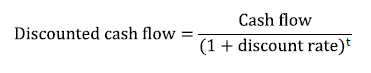 Discounted cash flow = Cash flow / (1 + discount rate)^t